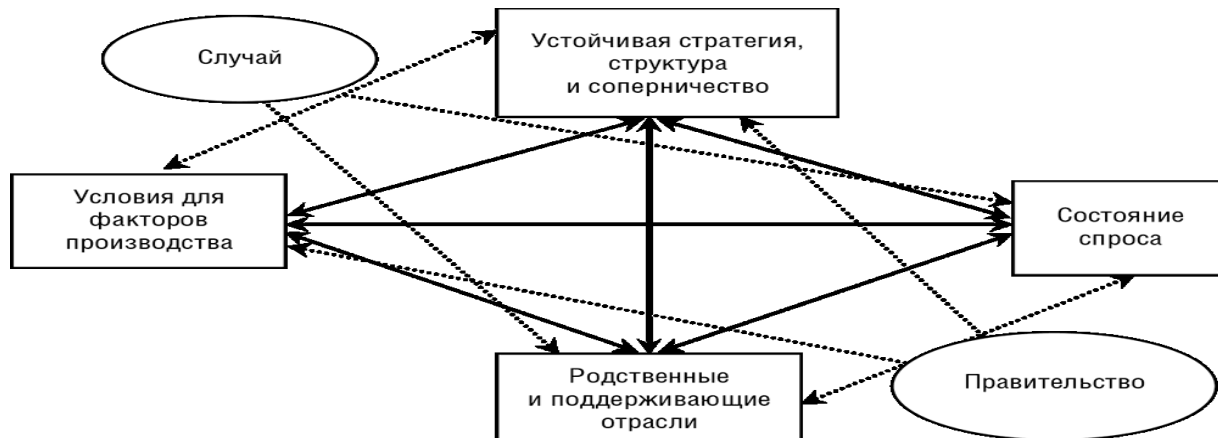 Случай
Устойчивая стратегия,
структура
и соперничество
Условия для
факторов
производства
Состояние
спроса
Родственные
и поддерживающие
отрасли
Правительство